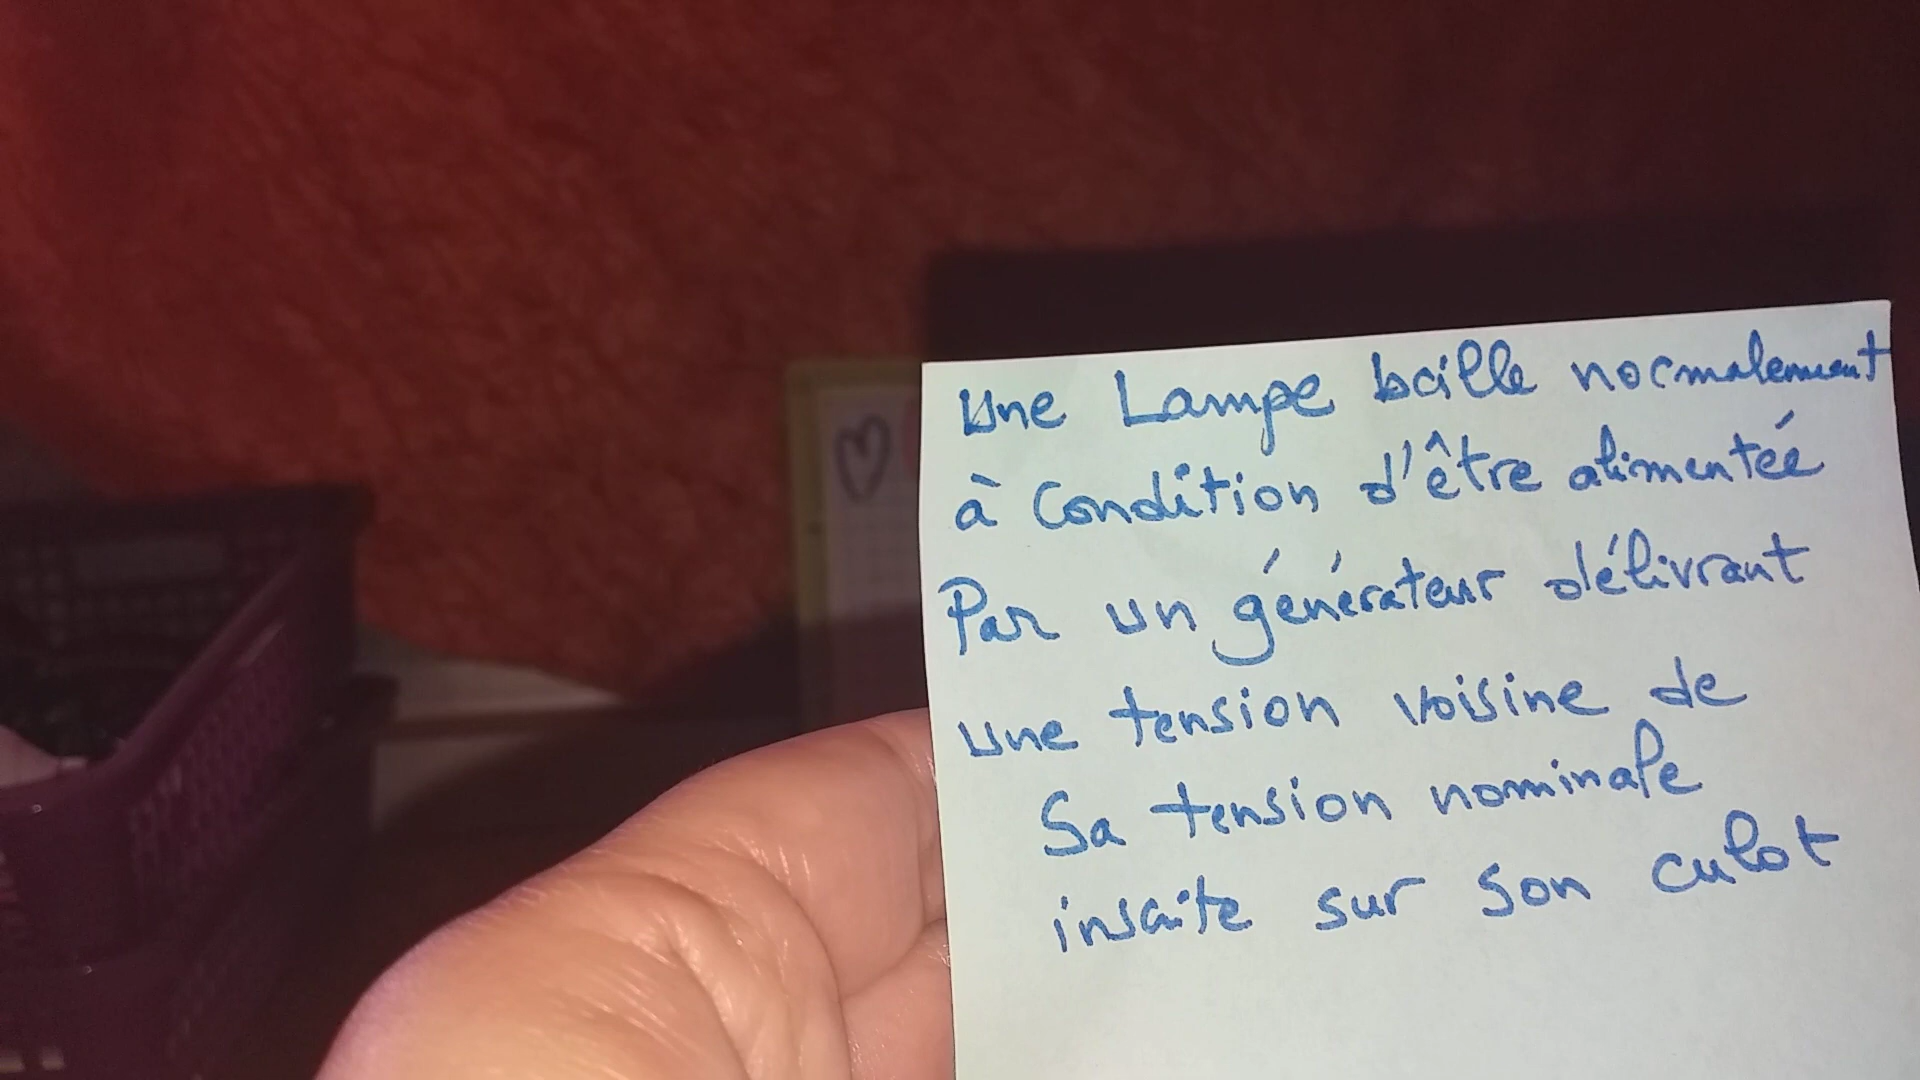 Une Lampe brille normalement
à Condition d'être alimentée
Par un générateur délivrant
une tension voisine de
Sa tension nominale
inscrite sur son culot